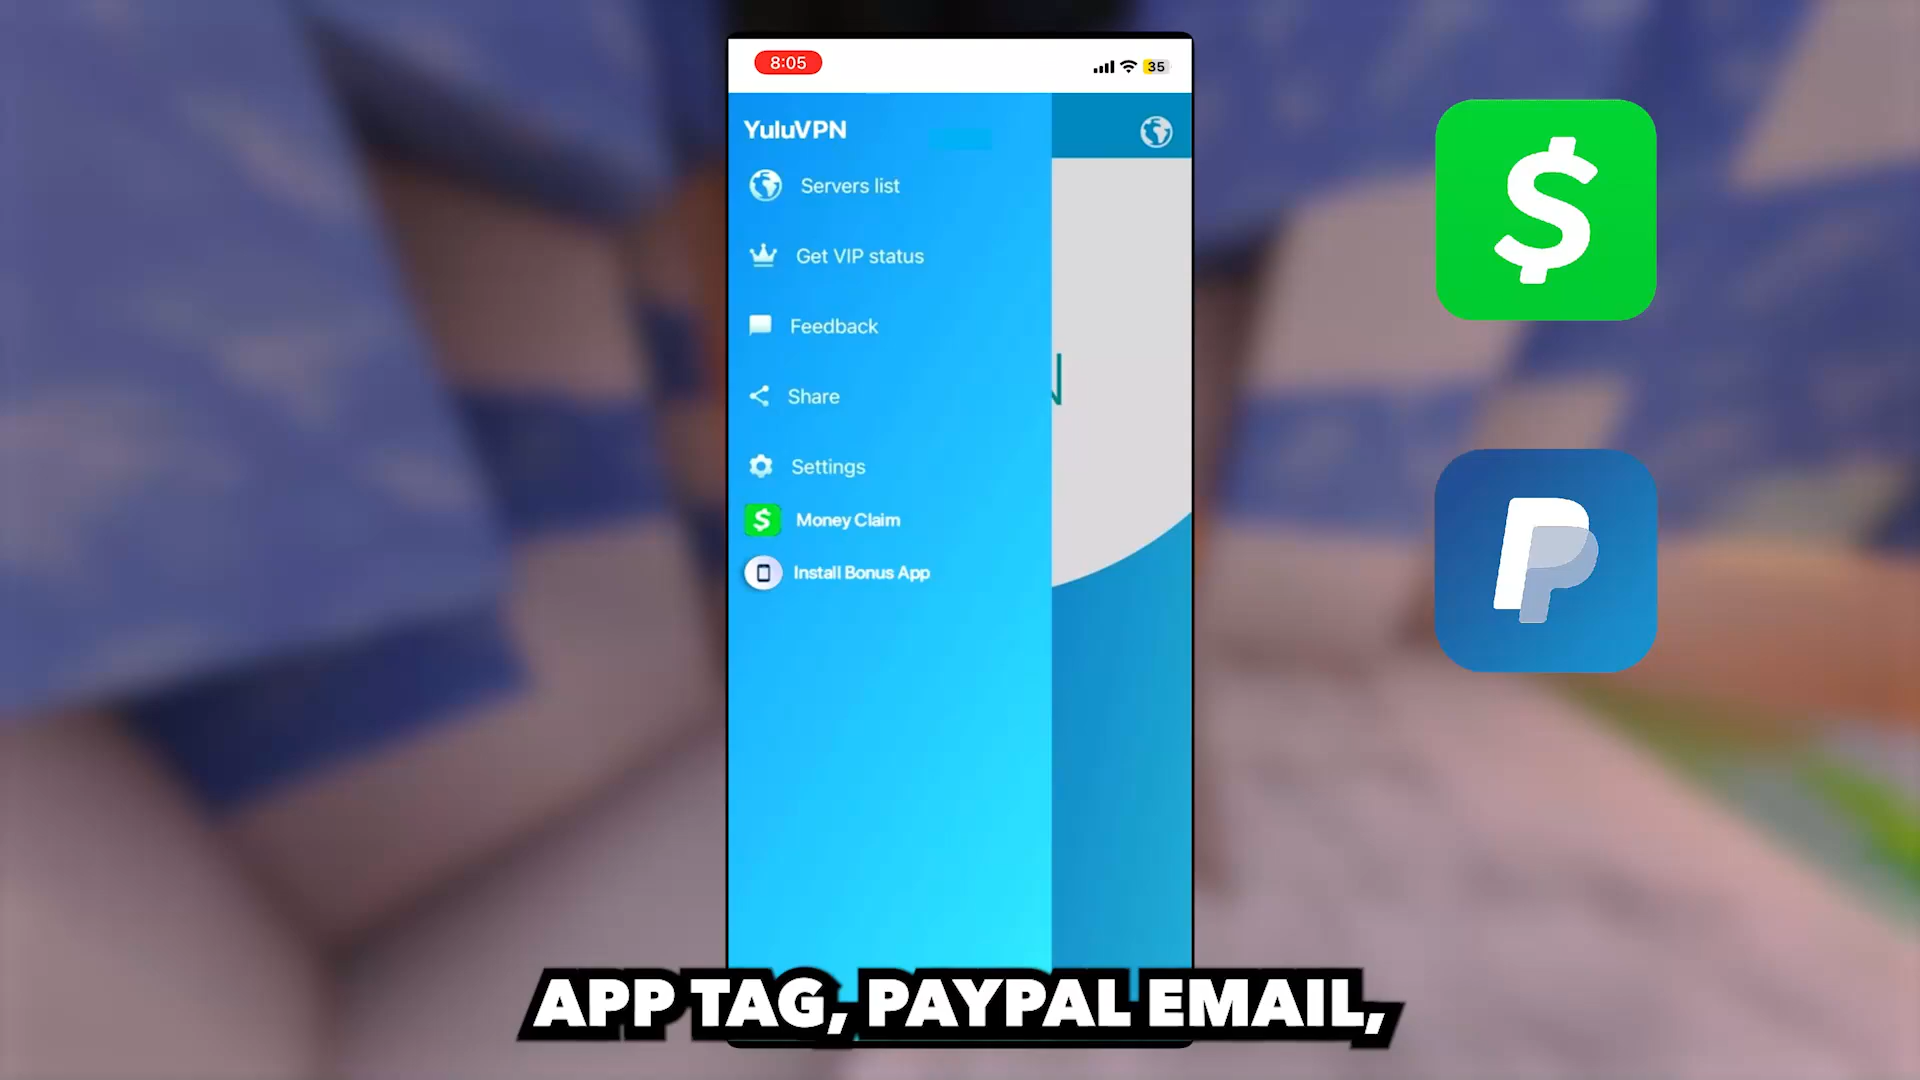 8:05
35
YuluVPN
Servers list
Get VIP status
Feedback
Share
Settings
Money Claim
Install Bonus App
N
APP TAG, PAYPAL EMAIL,